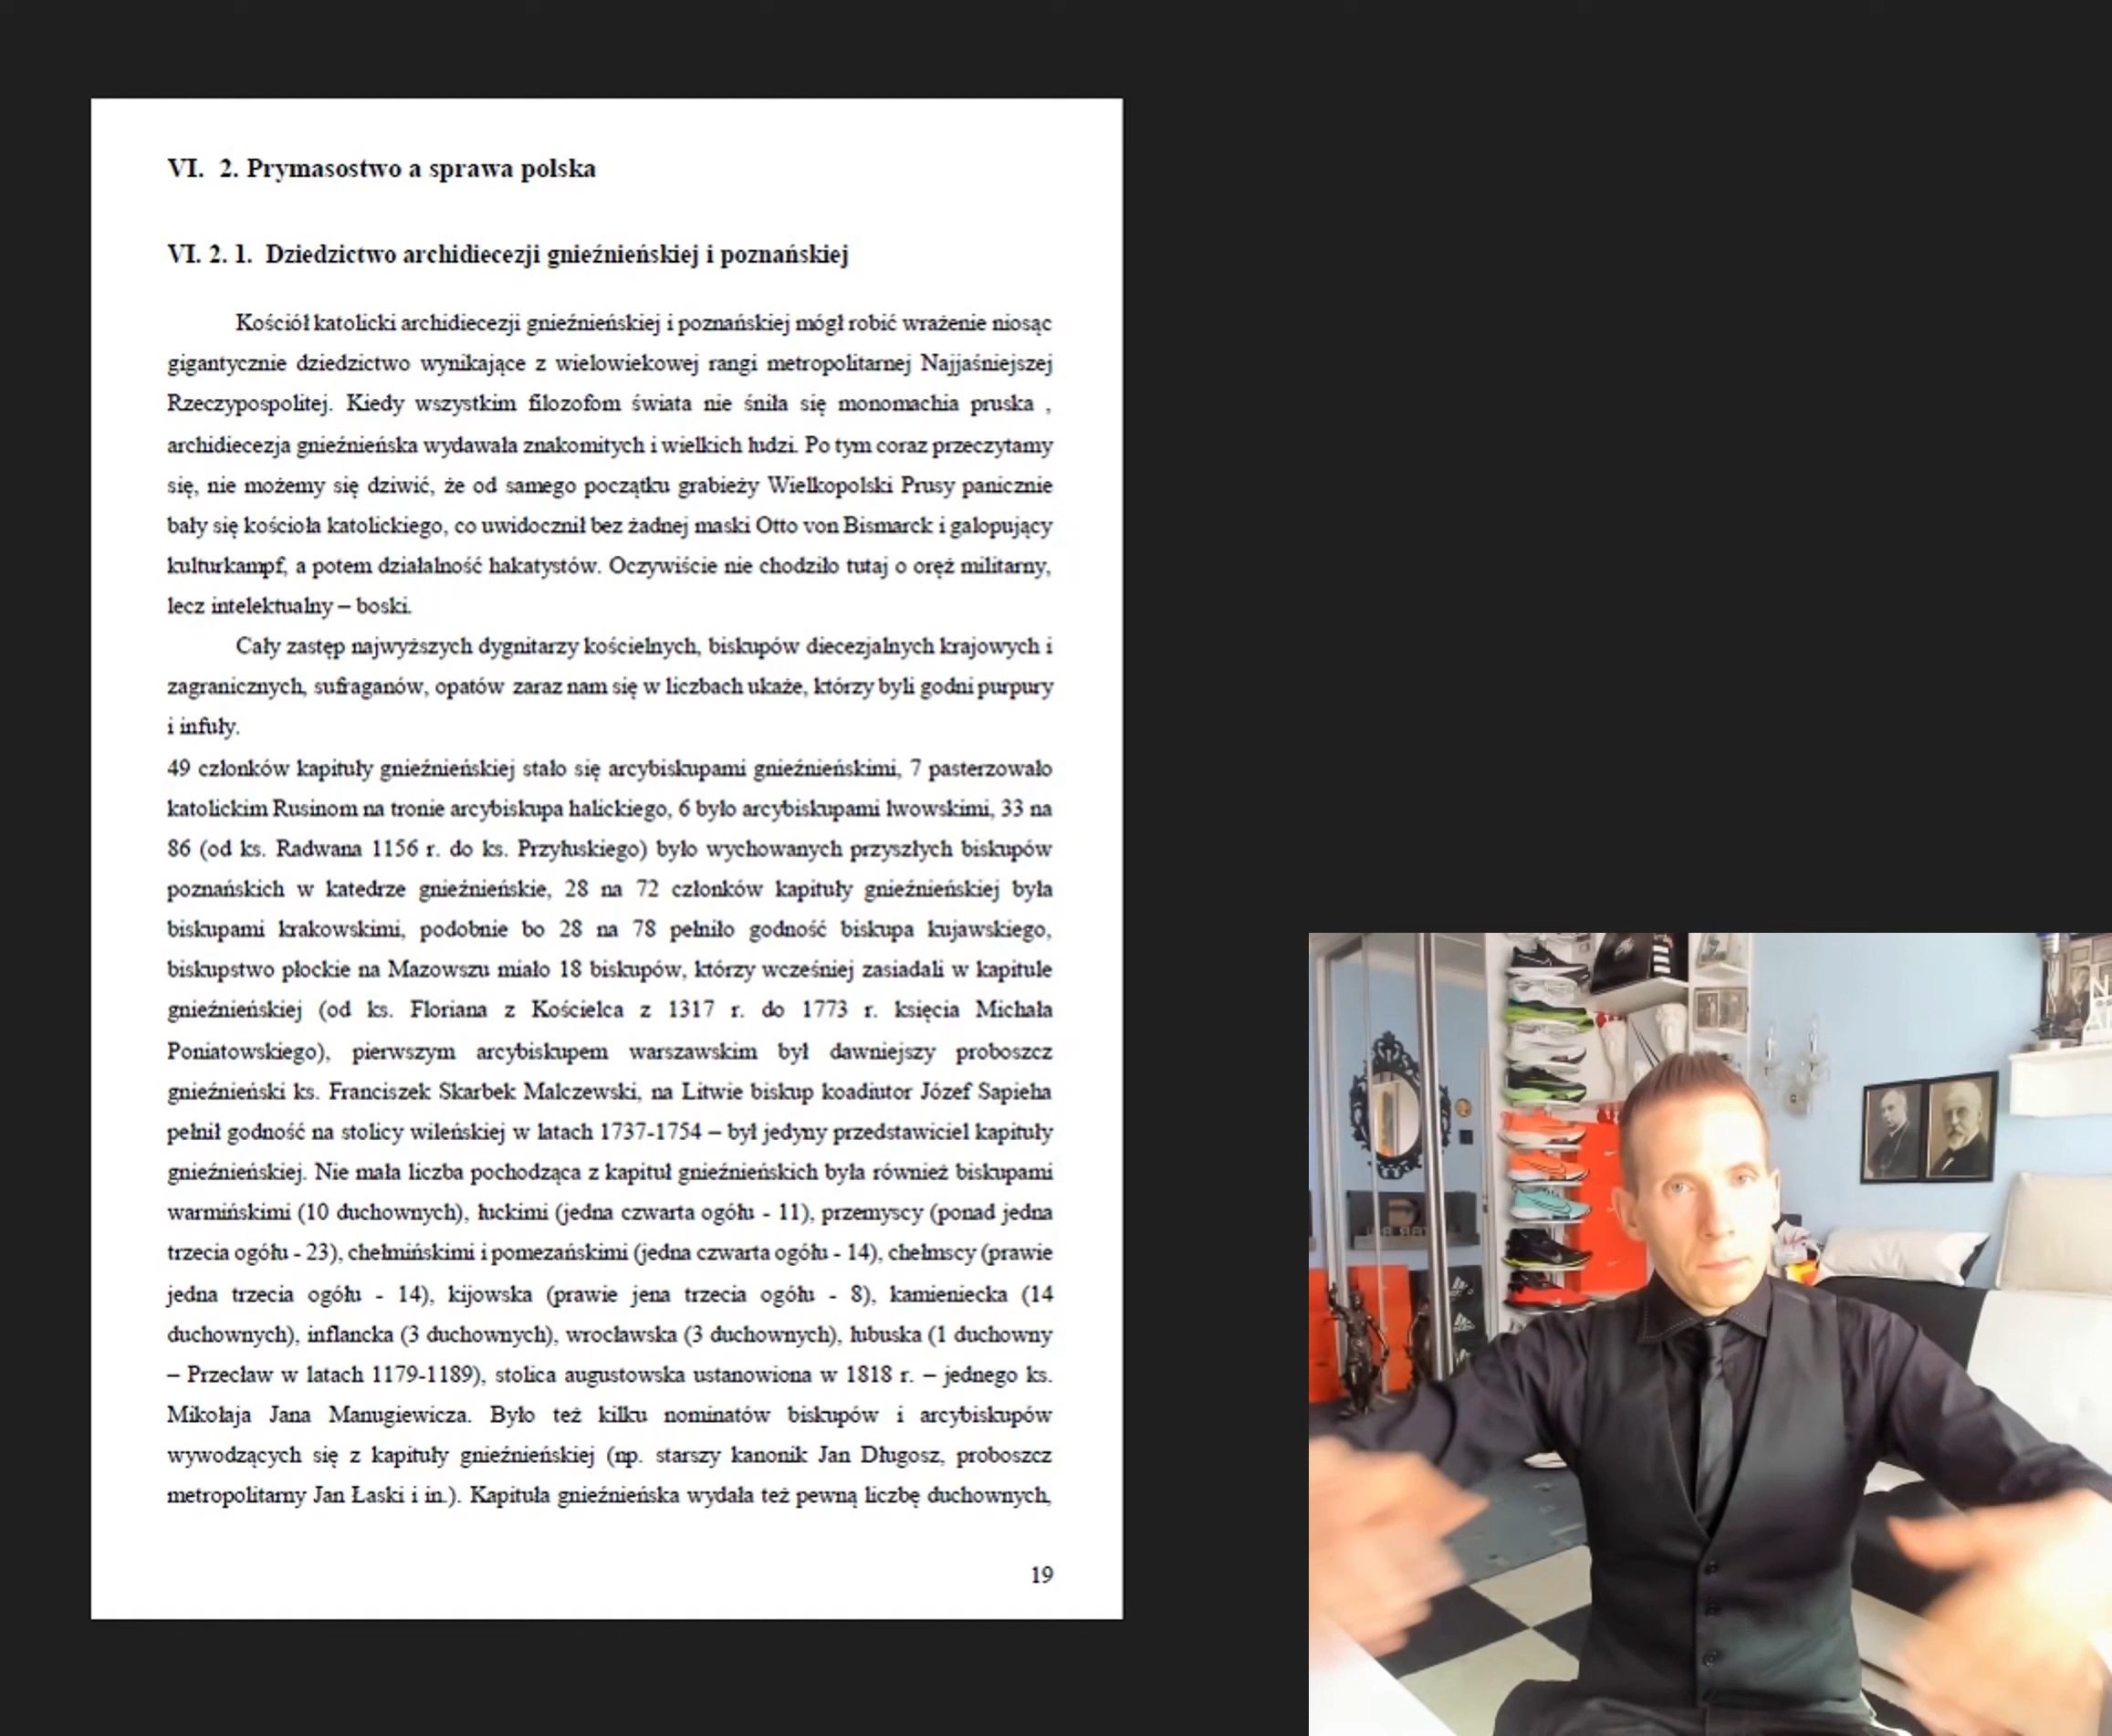 VI. 2. Prymasostwo a sprawa polska
VI. 2. 1. Dziedzictwo archidiecezji gnieźnieńskiej i poznańskiej
Kościół katolicki archidiecezji gnieźnieńskiej i poznańskiej mógł robić wrażenie niosąc
gigantycznie dziedzictwo wynikające z wielowiekowej rangi metropolitarnej Najjaśniejszej
Rzeczypospolitej. Kiedy wszystkim filozofom świata nie śniła się monomachia pruska ,
archidiecezja gnieźnieńska wydawała znakomitych i wielkich ludzi. Po tym coraz przeczytamy
się, nie możemy się dziwić, że od samego początku grabieży Wielkopolski Prusy panicznie
bały się kościoła katolickiego, co uwidocznił bez żadnej maski Otto von Bismarck i galopujący
kulturkampf, a potem działalność hakatystów. Oczywiście nie chodziło tutaj o oręż militarny,
lecz intelektualny – boski.
Cały zastęp najwyższych dygnitarzy kościelnych, biskupów diecezjalnych krajowych i
zagranicznych, sufraganów, opatów zaraz nam się w liczbach ukaże, którzy byli godni purpury
i infuły.
49 członków kapituły gnieźnieńskiej stało się arcybiskupami gnieźnieńskimi, 7 pasterzowało
katolickim Rusinom na tronie arcybiskupa halickiego, 6 było arcybiskupami lwowskimi, 33 na
86 (od ks. Radwana 1156 r. do ks. Przyłuskiego) było wychowanych przyszłych biskupów
poznańskich w katedrze gnieźnieńskie, 28 na 72 członków kapituły gnieźnieńskiej była
biskupami krakowskimi, podobnie bo 28 na 78 pełniło godność biskupa kujawskiego,
biskupstwo płockie na Mazowszu miało 18 biskupów, którzy wcześniej zasiadali w kapitule
gnieźnieńskiej (od ks. Floriana z Kościelca z 1317 r. do 1773 r. księcia Michała
Poniatowskiego), pierwszym arcybiskupem warszawskim był dawniejszy proboszcz
gnieźnieński ks. Franciszek Skarbek Malczewski, na Litwie biskup koadiutor Józef Sapieha
pełnił godność na stolicy wileńskiej w latach 1737-1754 – był jedyny przedstawiciel kapituły
gnieźnieńskiej. Nie mała liczba pochodząca z kapituł gnieźnieńskich była również biskupami
warmińskimi (10 duchownych), łuckimi (jedna czwarta ogółu - 11), przemyscy (ponad jedna
trzecia ogółu - 23), chełmińskimi i pomezańskimi (jedna czwarta ogółu - 14), chełmscy (prawie
jedna trzecia ogółu - 14), kijowska (prawie jena trzecia ogółu - 8), kamieniecka (14
duchownych), inflancka (3 duchownych), wrocławska (3 duchownych), lubuska (1 duchowny
– Przecław w latach 1179-1189), stolica augustowska ustanowiona w 1818 r. – jednego ks.
Mikołaja Jana Manugiewicza. Było też kilku nominatów biskupów i arcybiskupów
wywodzących się z kapituły gnieźnieńskiej (np. starszy kanonik Jan Długosz, proboszcz
metropolitarny Jan Łaski i in.). Kapituła gnieźnieńska wydała też pewną liczbę duchownych,
19